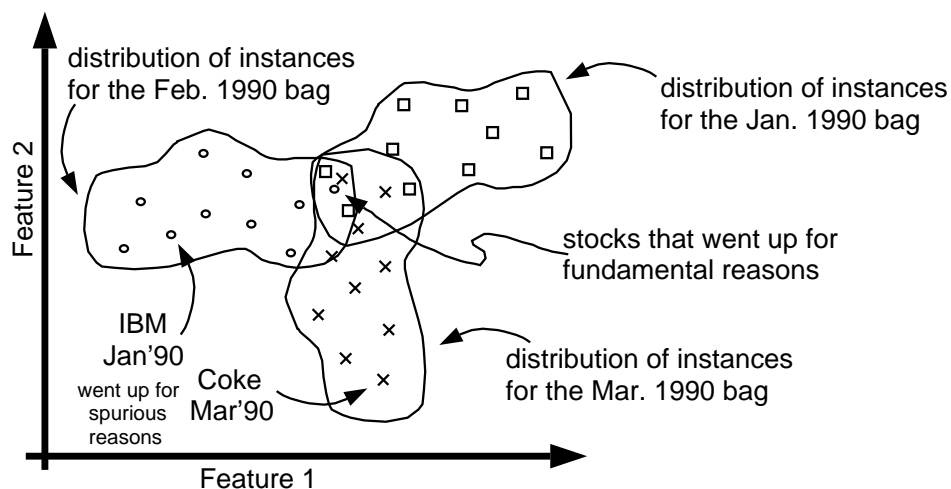 distribution of instances
for the Feb. 1990 bag
distribution of instances
for the Jan. 1990 bag
Feature 2
stocks that went up for
fundamental reasons
IBM
Jan'90
went up for
spurious
reasons
Coke
Mar'90
distribution of instances
for the Mar. 1990 bag
Feature 1